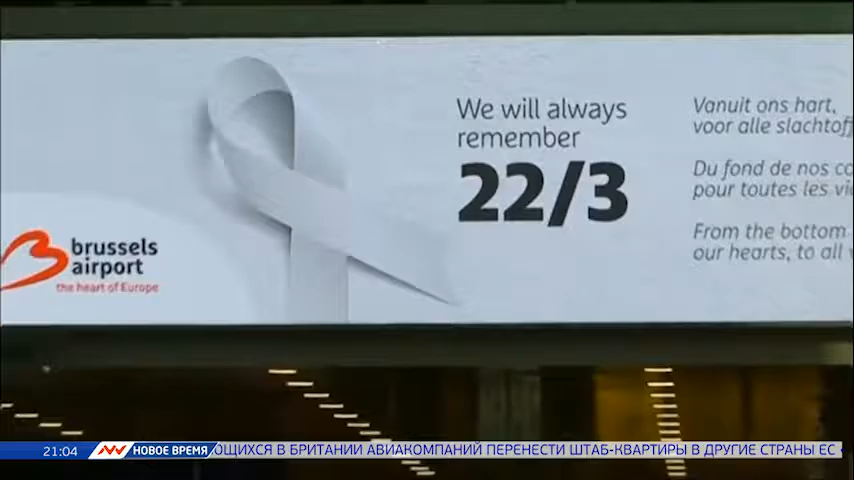 We will always
remember
22/3
Vanuit ons hart,
voor alle
Du fond de nos
pour toutes les
From the bottom
our hearts, to all
brussels
airport
the heart of Europe
21:04 НОВОЕ ВРЕМЯ ОЩИХСЯ В БРИТАНИИ АВИАКОМПАНИЙ ПЕРЕНЕСТИ ШТАБ-КВАРТИРЫ В ДРУГИЕ СТРАНЫ ЕС